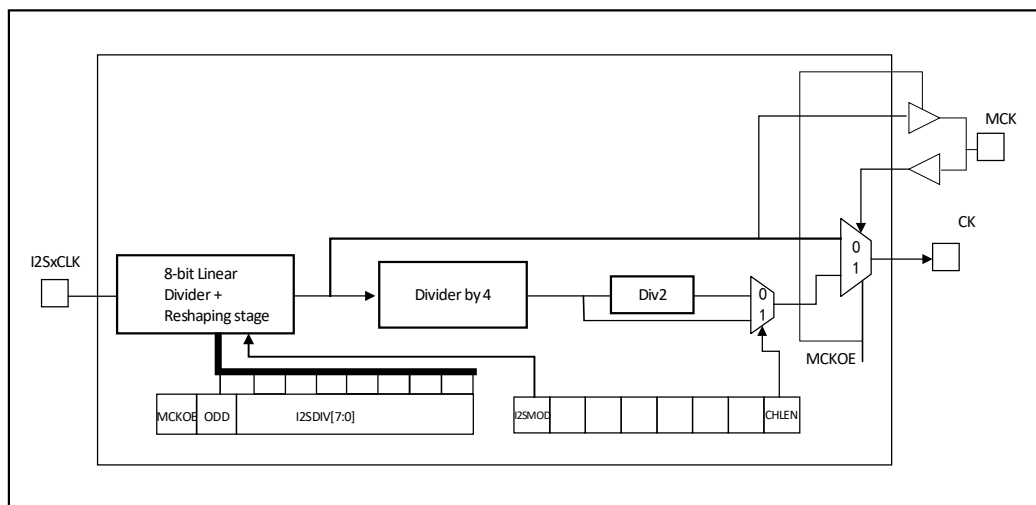 MCK
CK
I2SxCLK
0
1
8-bit Linear
Divider +
Reshaping stage
Divider by 4
Div2
0
1
MCKOE
MCKOE
ODD
I2SDIV[7:0]
I2SMOD
CHLEN